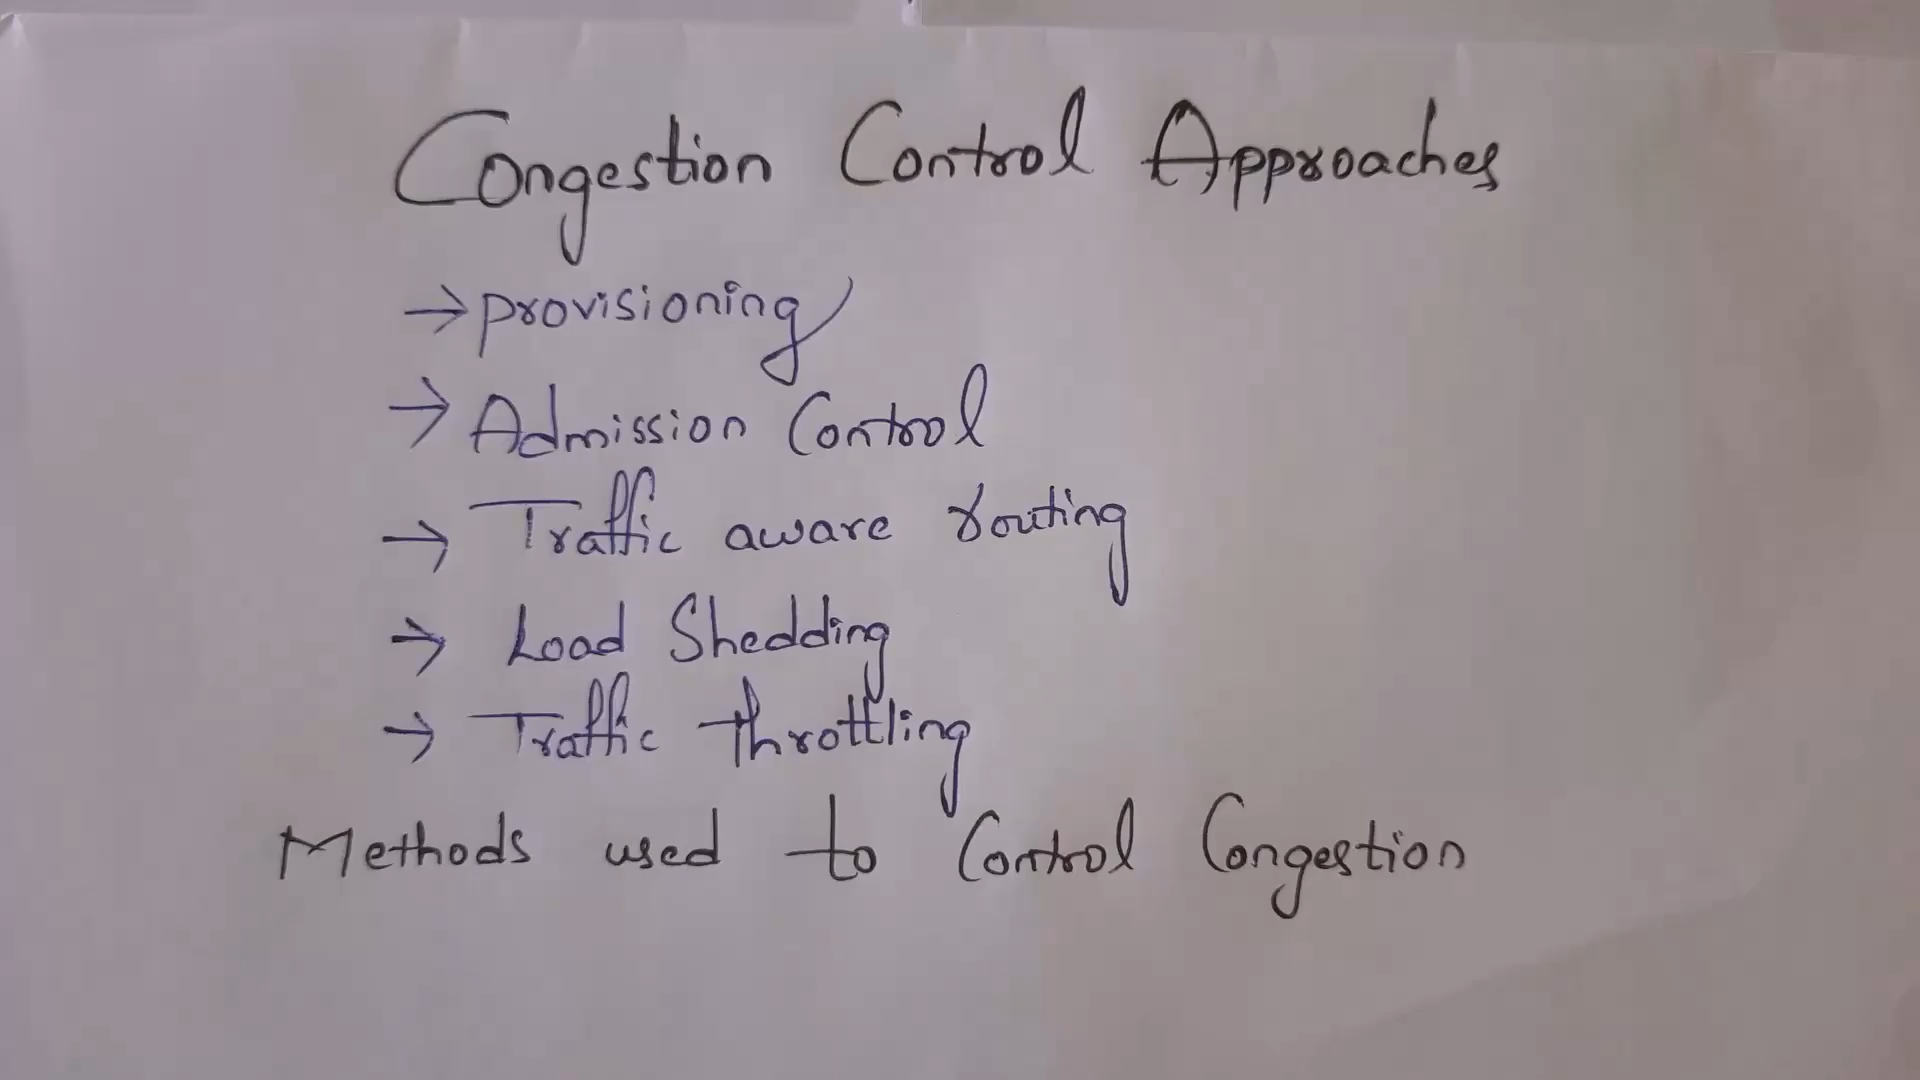 Congestion Control Approaches
→ provisioning
→ Admission Control
→ Traffic aware routing
→ Load Shedding
→ Traffic throttling
Methods used to Control Congestion